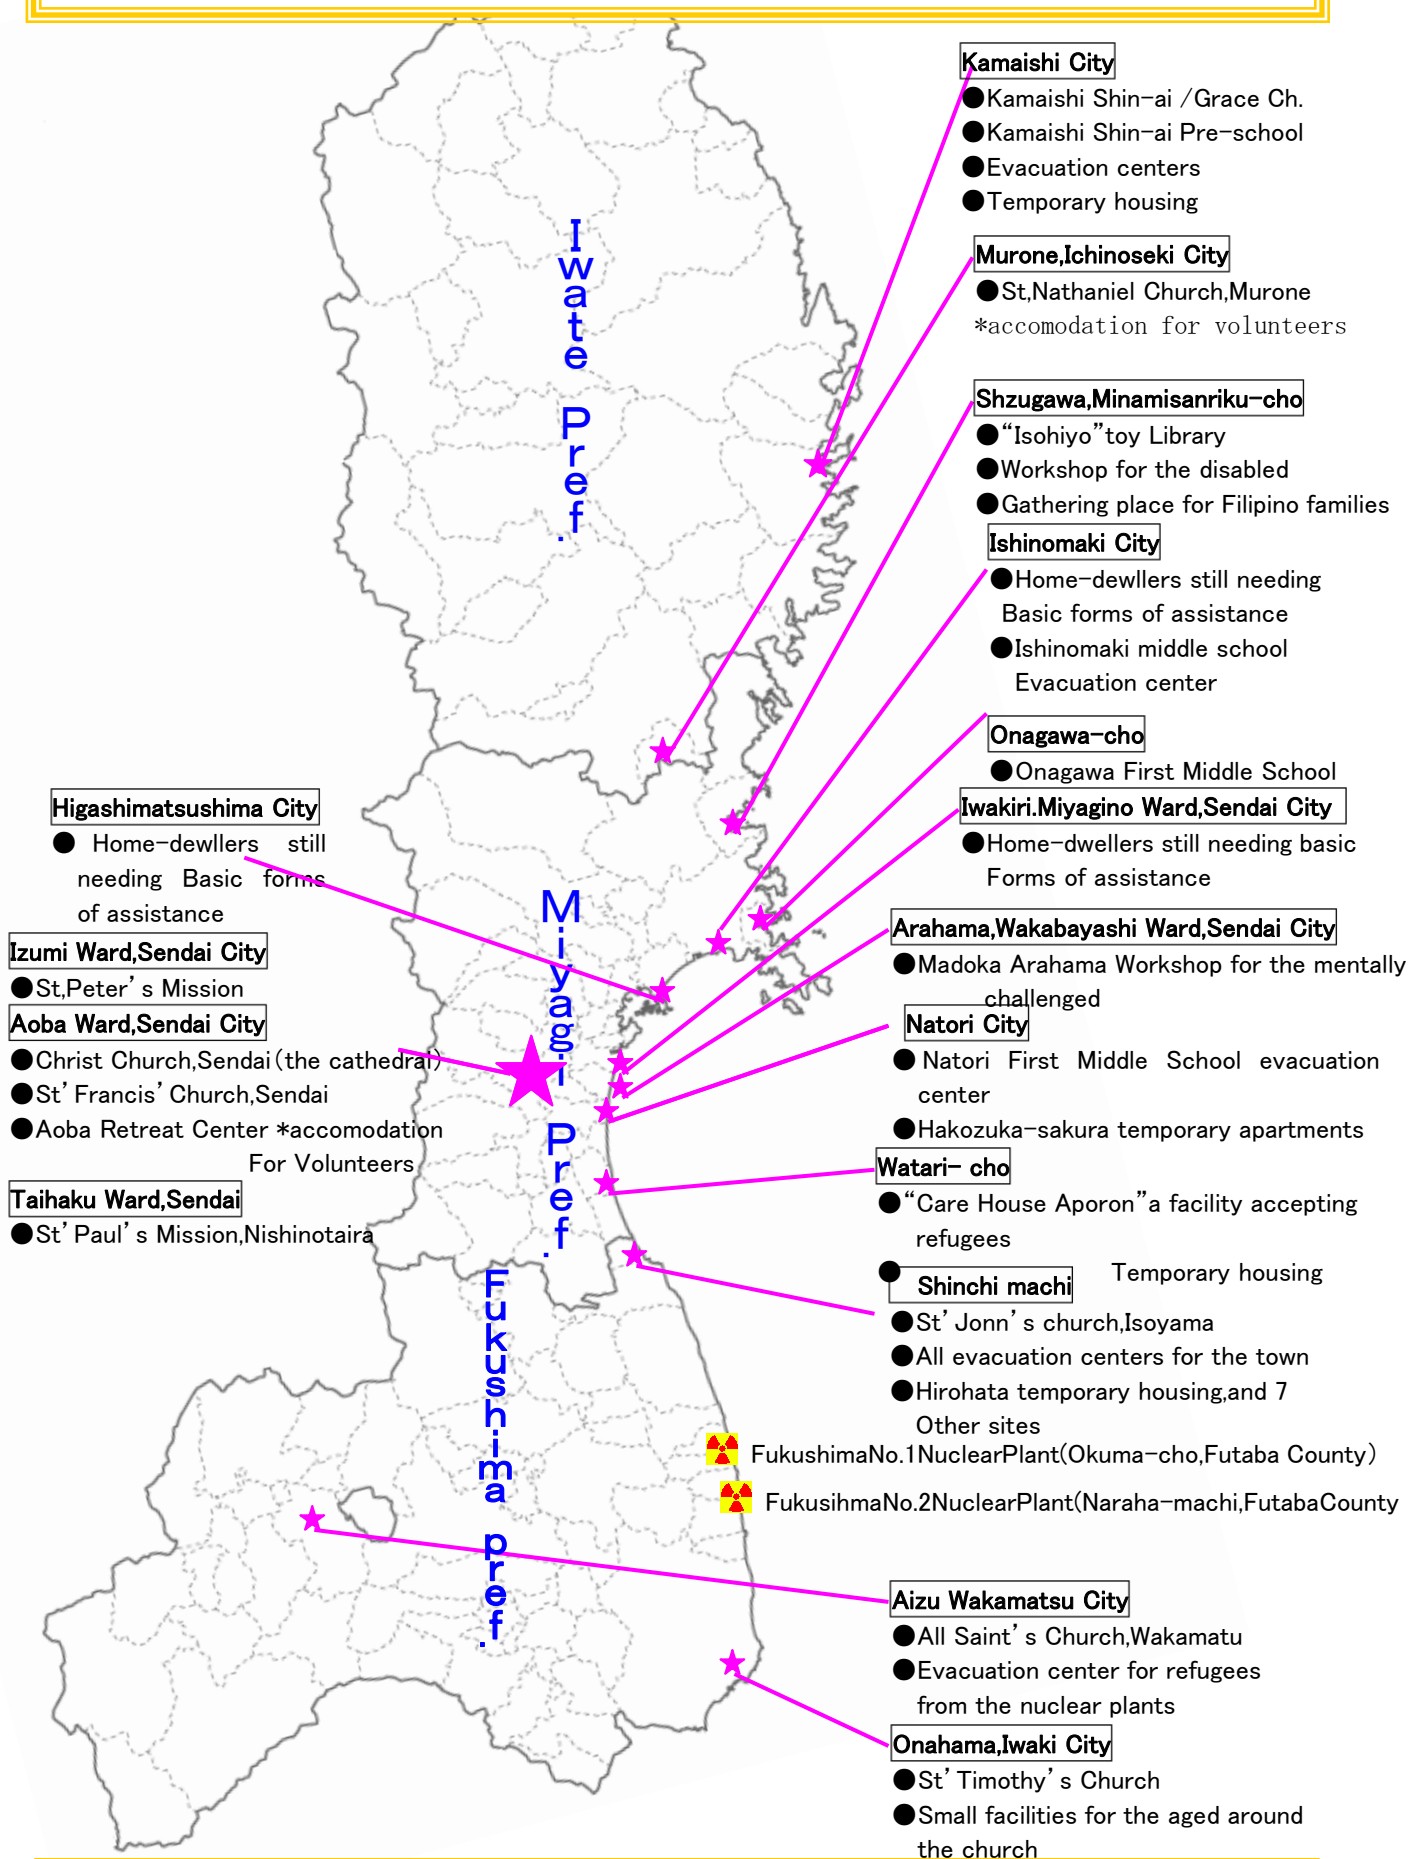 Kamaishi City
●Kamaishi Shin-ai /Grace Ch.
●Kamaishi Shin-ai Pre-school
●Evacuation centers
●Temporary housing
Murone,Ichinoseki City
●St,Nathaniel Church,Murone
*accomodation for volunteers
Shzugawa,Minamisanriku-cho
●“Isohiyo”toy Library
●Workshop for the disabled
●Gathering place for Filipino families
Ishinomaki City
●Home-dewllers still needing
Basic forms of assistance
●Ishinomaki middle school
Evacuation center
Onagawa-cho
●Onagawa First Middle School
Iwakiri.Miyagino Ward,Sendai City
●Home-dwellers still needing basic
Forms of assistance
Arahama,Wakabayashi Ward,Sendai City
●Madoka Arahama Workshop for the mentally
challenged
Natori City
●Natori First Middle School evacuation
center
●Hakozuka-sakura temporary apartments
Watari- cho
●“Care House Aporon”a facility accepting
refugees
● Temporary housing
Shinchi machi
●St’Jonn’s church,Isoyama
●All evacuation centers for the town
●Hirohata temporary housing,and 7
Other sites
FukushimaNo.1NuclearPlant(Okuma-cho,Futaba County)
FukusihmaNo.2NuclearPlant(Naraha-machi,FutabaCounty
Aizu Wakamatsu City
●All Saint’s Church,Wakamatu
●Evacuation center for refugees
from the nuclear plants
Onahama,Iwaki City
●St’Timothy’s Church
●Small facilities for the aged around
the church
Higashimatsushima City
● Home-dewllers still
needing Basic forms
of assistance
Izumi Ward,Sendai City
●St,Peter’s Mission
Aoba Ward,Sendai City
●Christ Church,Sendai(the cathedral)
●St’Francis’Church,Sendai
●Aoba Retreat Center *accomodation
For Volunteers
Taihaku Ward,Sendai
●St’Paul’s Mission,Nishinotaira
Iwate Pref.
Miyagi Pref.
Fukushima pref.